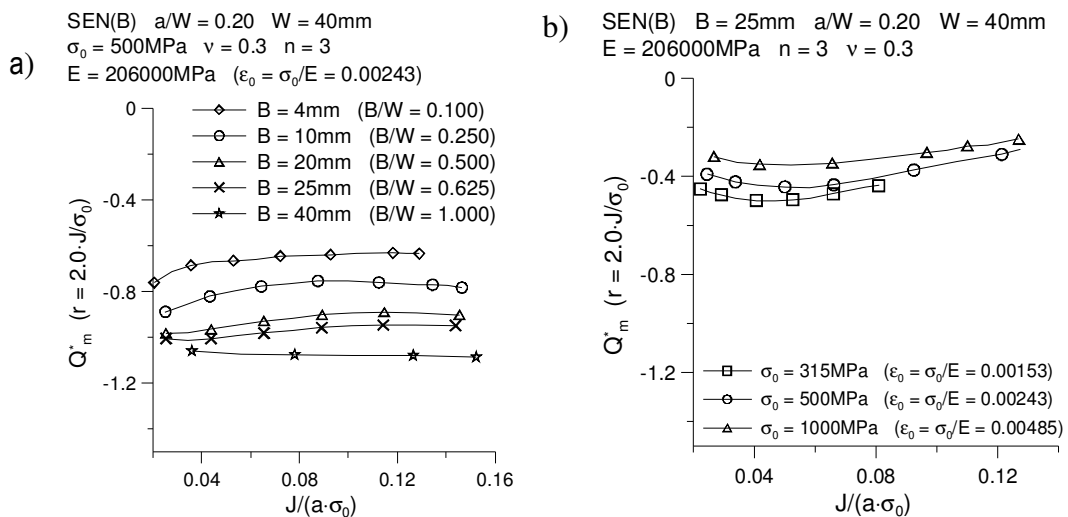 SEN(B) a/W = 0.20 W = 40mm
σ0 = 500MPa ν = 0.3 n = 3
a)
E = 206000MPa (ε0 = σ0/E = 0.00243)
0
-0.4
-0.8
-1.2
Q*m (r = 2.0·J/σ0)
B = 4mm (B/W = 0.100)
B = 10mm (B/W = 0.250)
B = 20mm (B/W = 0.500)
B = 25mm (B/W = 0.625)
B = 40mm (B/W = 1.000)
0.04 0.08 0.12 0.16
J/(a·σ0)
b)
SEN(B) B = 25mm a/W = 0.20 W = 40mm
E = 206000MPa n = 3 ν = 0.3
0
-0.4
-0.8
-1.2
Q*m (r = 2.0·J/σ0)
σ0 = 315MPa (ε0 = σ0/E = 0.00153)
σ0 = 500MPa (ε0 = σ0/E = 0.00243)
σ0 = 1000MPa (ε0 = σ0/E = 0.00485)
0.04 0.08 0.12
J/(a·σ0)